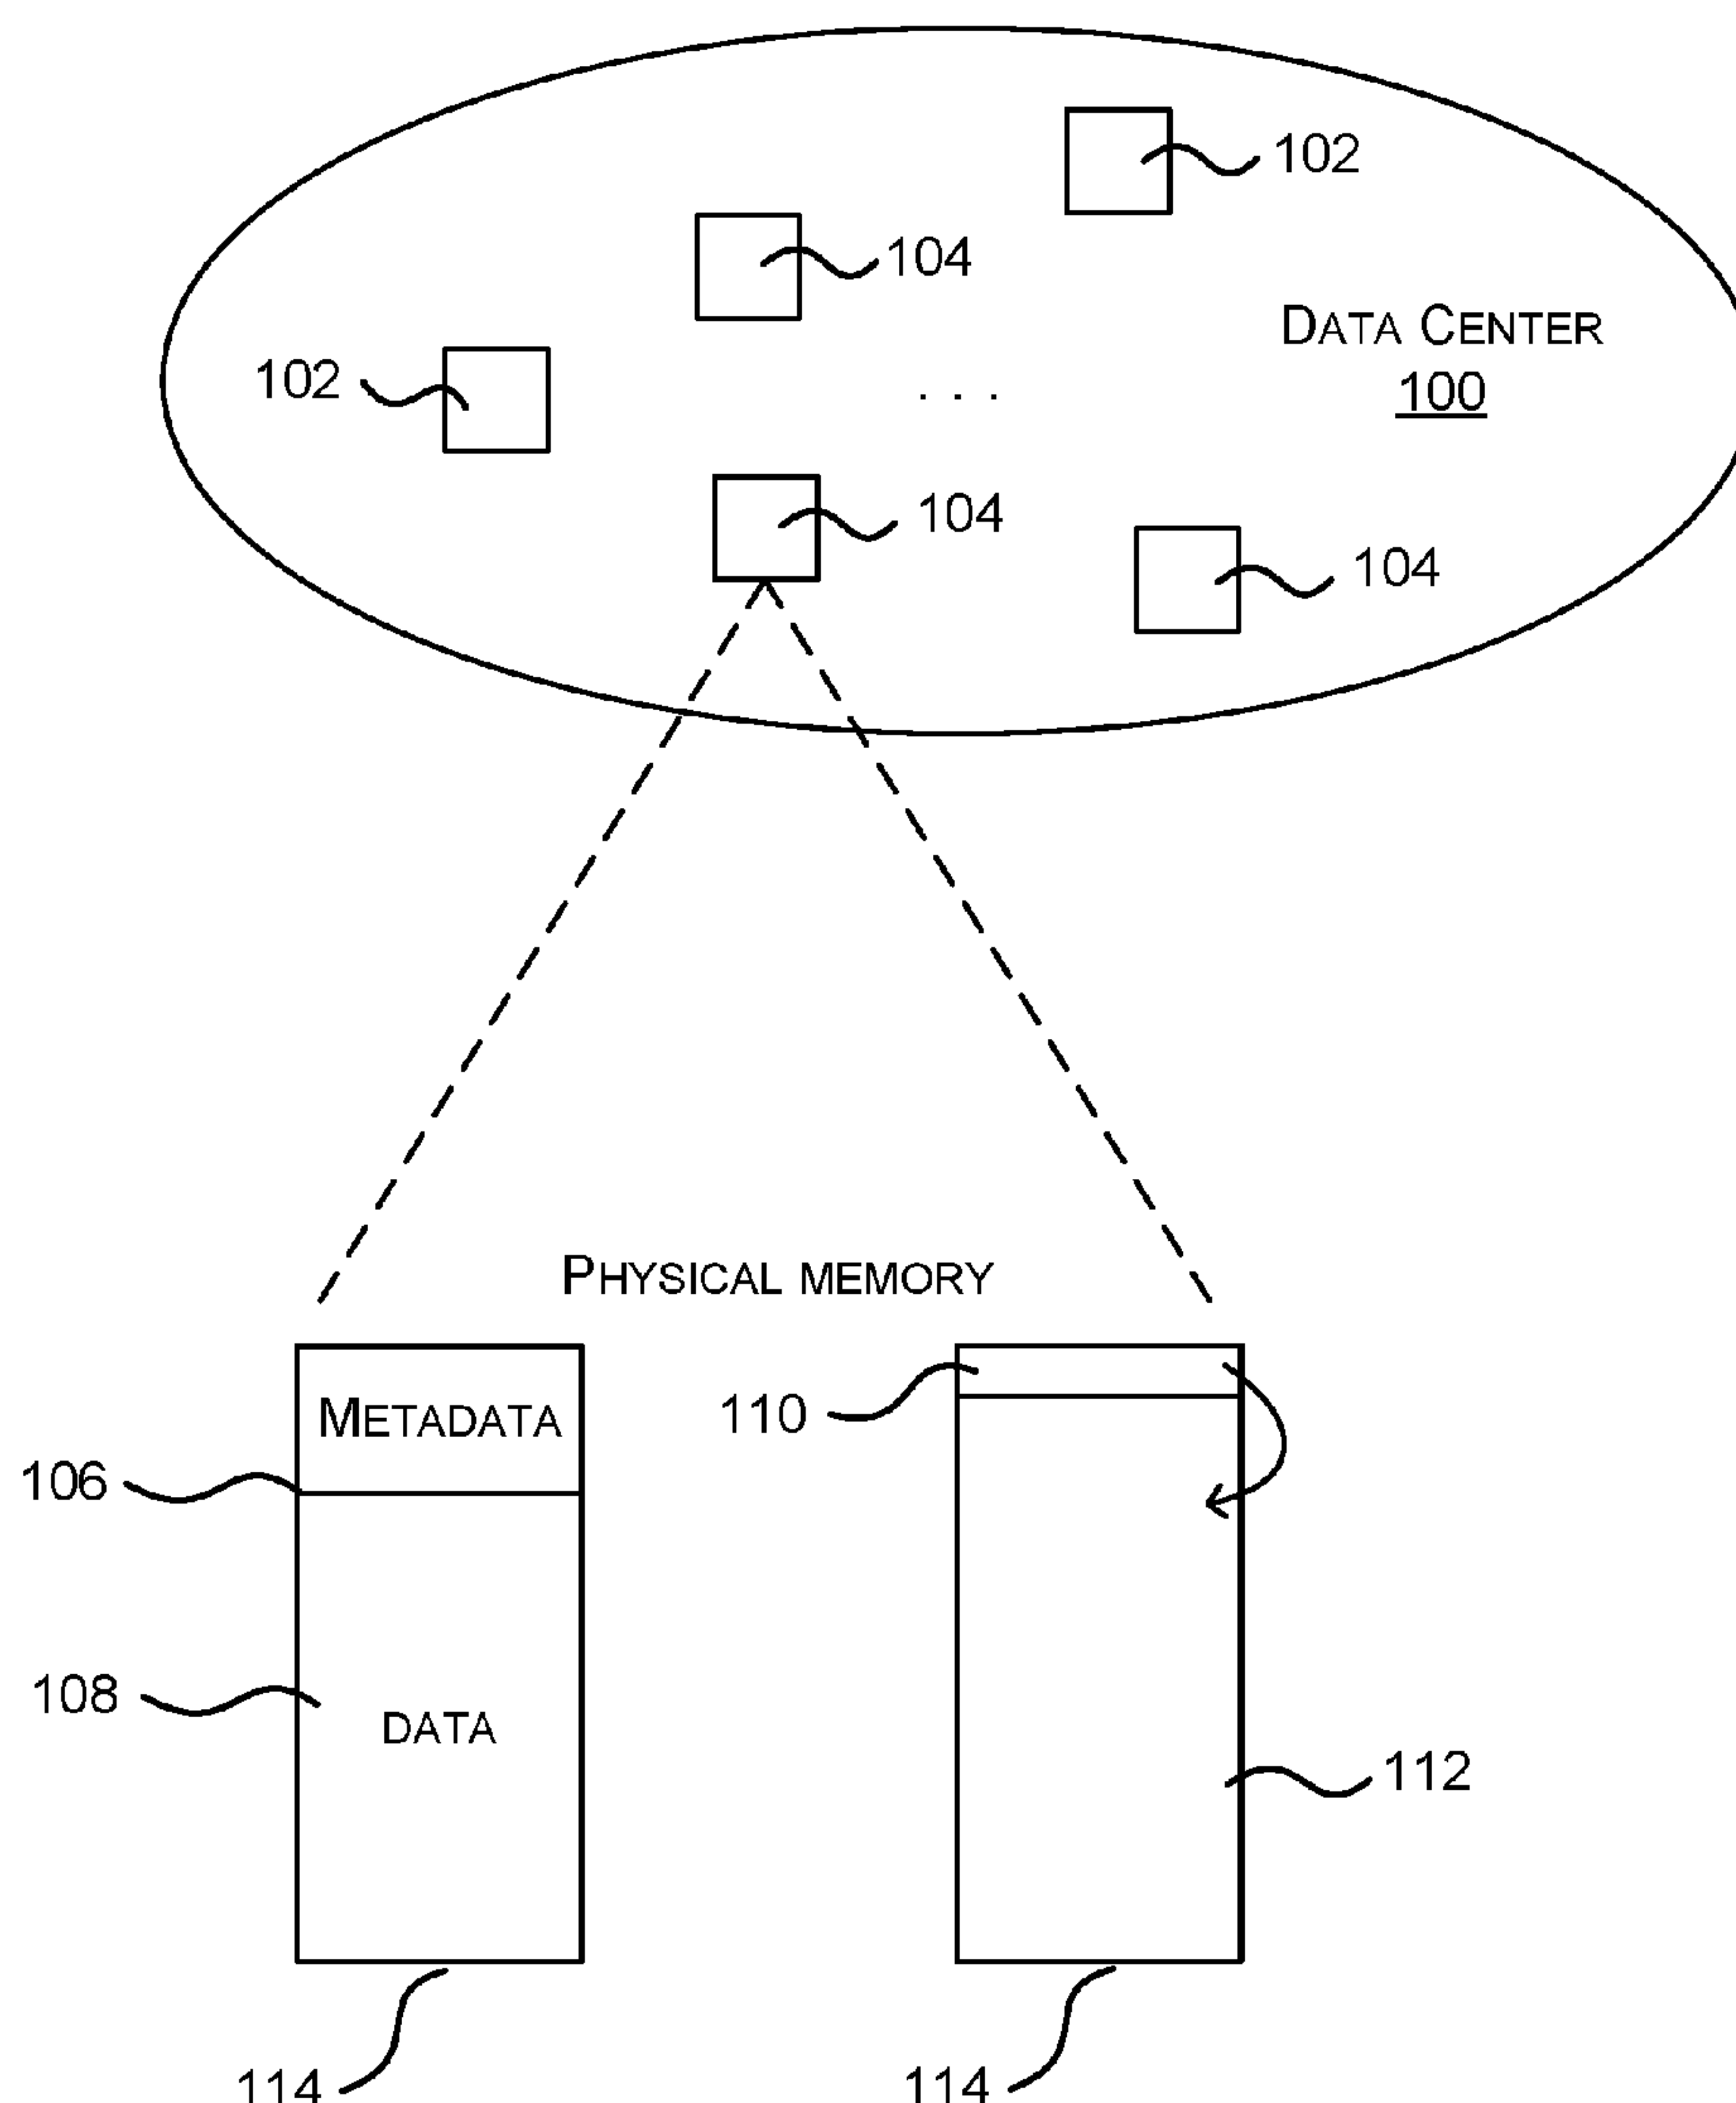 102
104
DATA CENTER
100
102
. . .
104
104
PHYSICAL MEMORY
METADATA
110
106
108
DATA
112
114
114